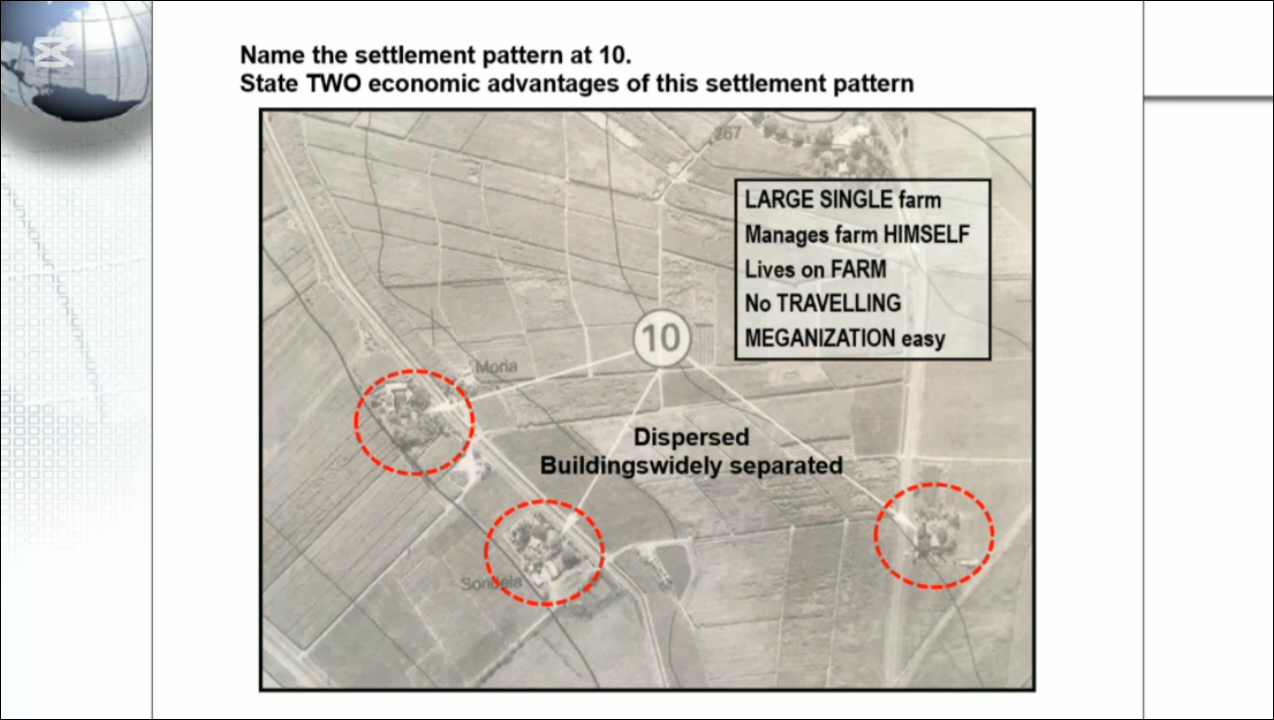 Name the settlement pattern at 10.
State TWO economic advantages of this settlement pattern
267
LARGE SINGLE farm
Manages farm HIMSELF
Lives on FARM
No TRAVELLING
MEGANIZATION easy
10
Moria
Dispersed
Buildingswidely separated
Sondela